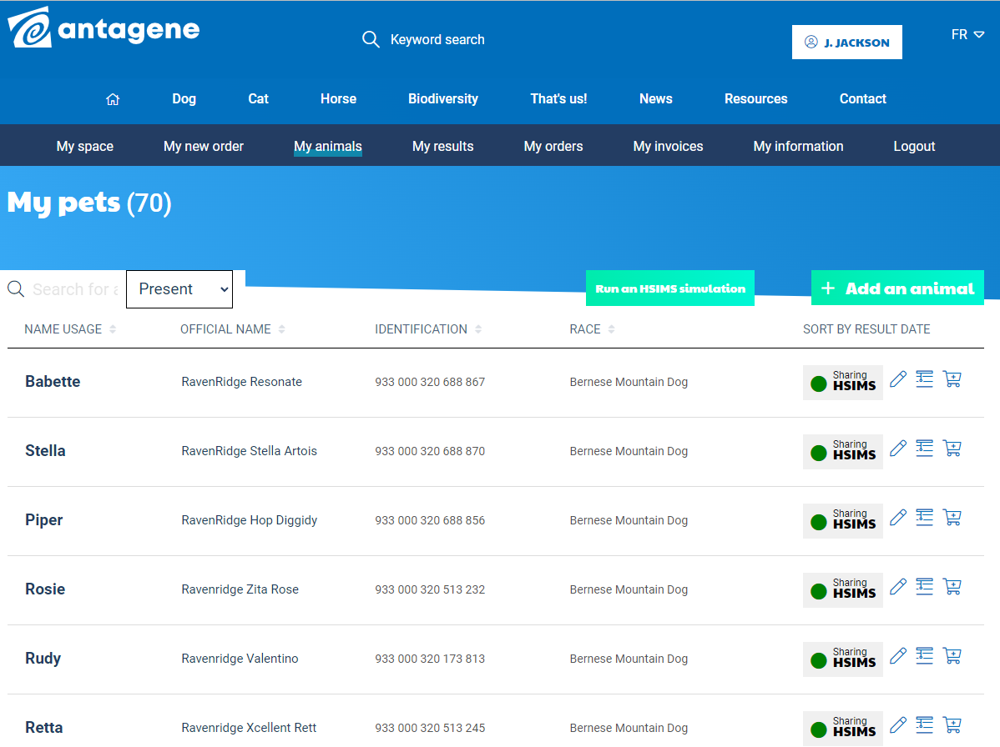 antagene
Keyword search
J. JACKSON
FR
Dog Cat Horse Biodiversity That's us! News Resources Contact
My space My new order My animals My results My orders My invoices My information Logout
My pets (70)
Search for a Present Run an HSIMS simulation + Add an animal
NAME USAGE OFFICIAL NAME IDENTIFICATION RACE SORT BY RESULT DATE
Babette RavenRidge Resonate 933 000 320 688 867 Bernese Mountain Dog Sharing HSIMS
Stella RavenRidge Stella Artois 933 000 320 688 870 Bernese Mountain Dog Sharing HSIMS
Piper RavenRidge Hop Diggidy 933 000 320 688 856 Bernese Mountain Dog Sharing HSIMS
Rosie Ravenridge Zita Rose 933 000 320 513 232 Bernese Mountain Dog Sharing HSIMS
Rudy Ravenridge Valentino 933 000 320 173 813 Bernese Mountain Dog Sharing HSIMS
Retta Ravenridge Xcellent Rett 933 000 320 513 245 Bernese Mountain Dog Sharing HSIMS